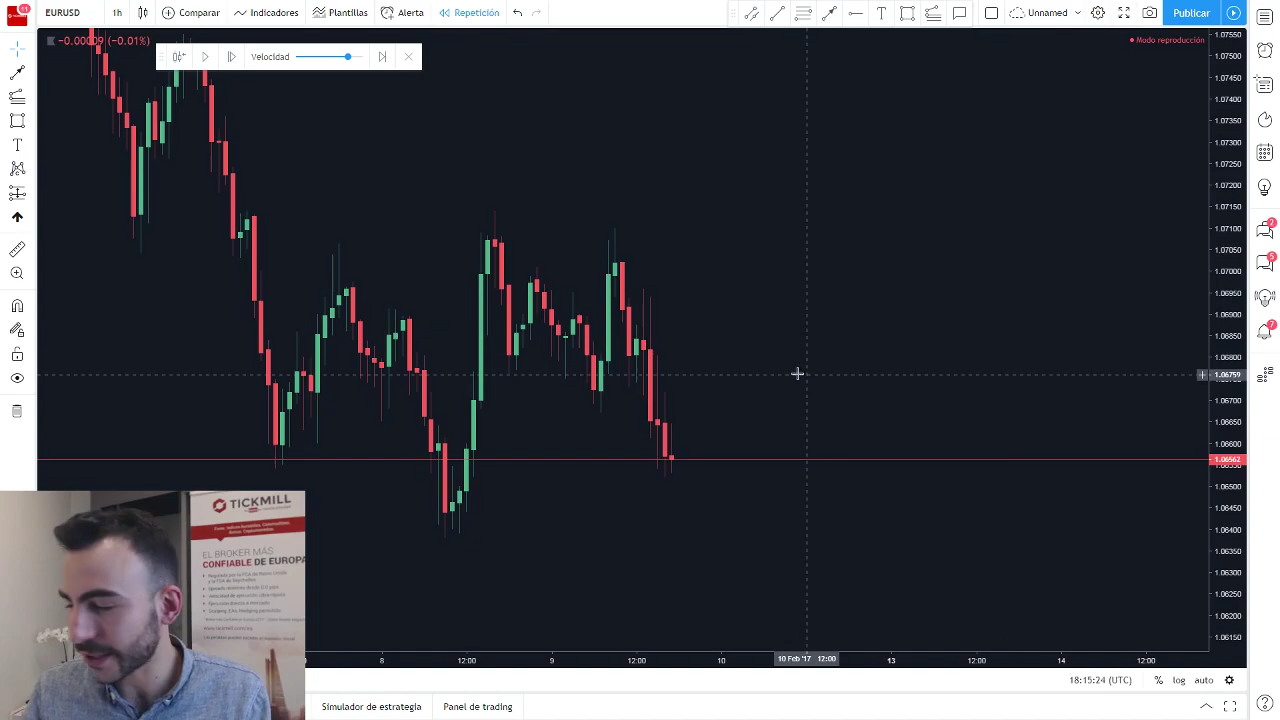 11
EURUSD
1h
Comparar
Indicadores
Plantillas
Alerta
Repetición
Unnamed
Publicar
−0.00009 (−0.01%)
Velocidad
Modo reproducción
1.07550
1.07500
1.07450
1.07400
1.07350
1.07300
1.07250
1.07200
1.07150
1.07100
1.07050
1.07000
1.06950
1.06900
1.06850
1.06800
1.06759
1.06700
1.06650
1.06600
1.06562
1.06500
1.06450
1.06400
1.06350
1.06300
1.06250
1.06200
1.06150
2
5
7
TICKMILL
EL BROKER MÁS
CONFIABLE DE EUROPA
8
12:00
9
12:00
10
10 Feb '17 12:00
13
12:00
14
12:00
18:15:24 (UTC)
%
log
auto
Simulador de estrategia
Panel de trading